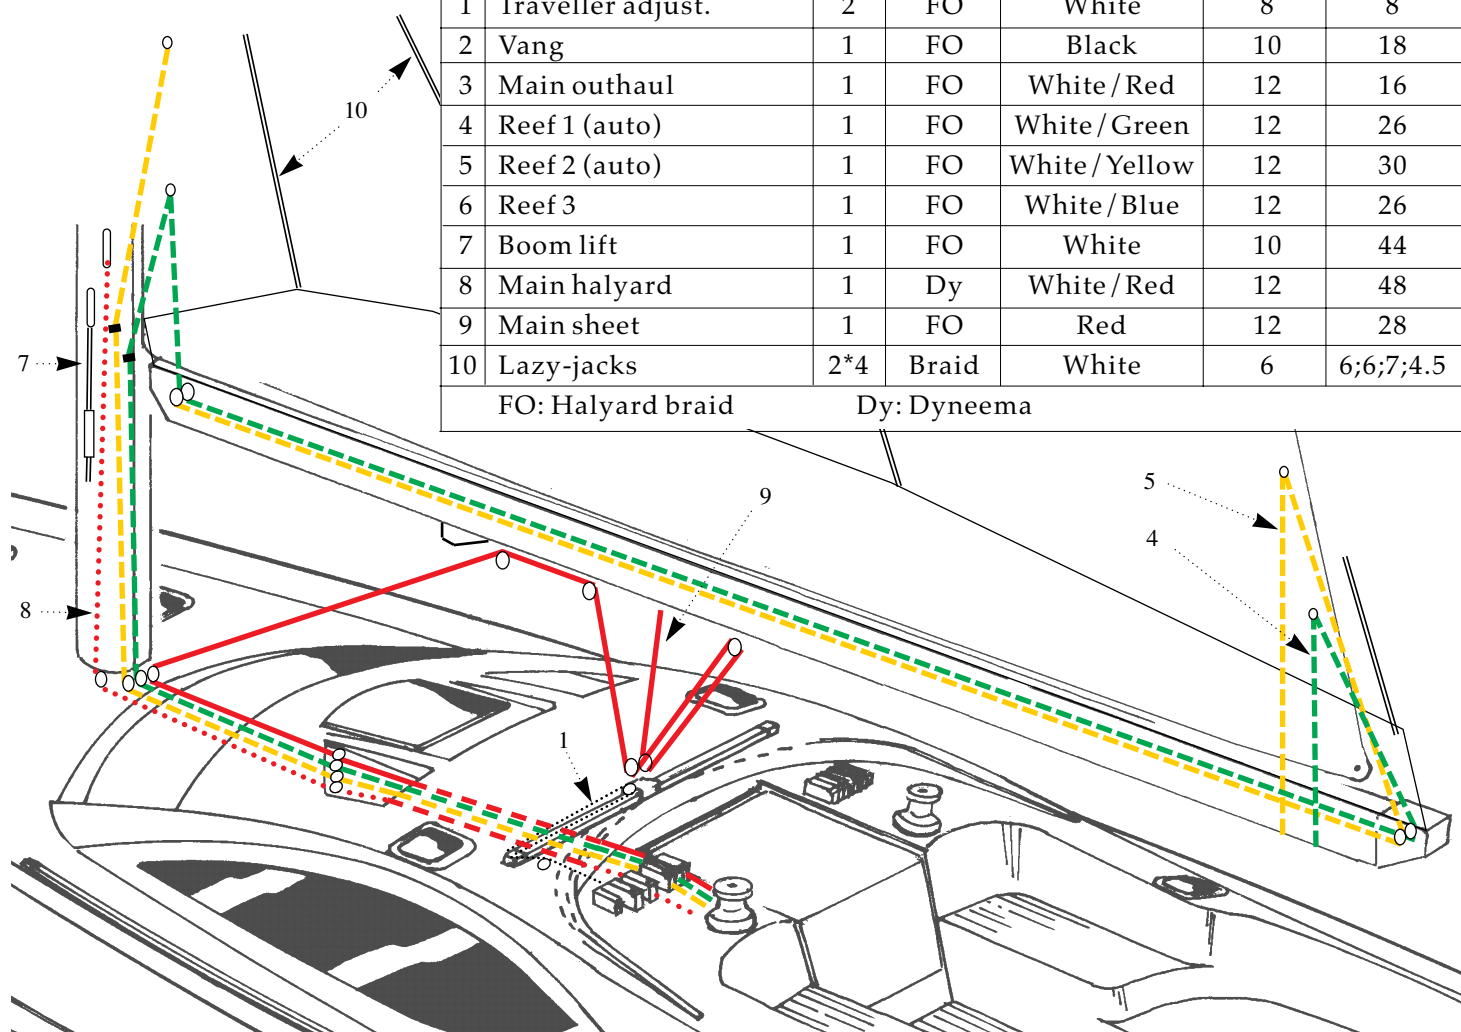 1 Traveller adjust. 2 FO White 8 8
2 Vang 1 FO Black 10 18
3 Main outhaul 1 FO White/Red 12 16
4 Reef 1 (auto) 1 FO White/Green 12 26
5 Reef 2 (auto) 1 FO White/Yellow 12 30
6 Reef 3 1 FO White/Blue 12 26
7 Boom lift 1 FO White 10 44
8 Main halyard 1 Dy White/Red 12 48
9 Main sheet 1 FO Red 12 28
10 Lazy-jacks 2*4 Braid White 6 6;6;7;4.5
FO: Halyard braid Dy: Dyneema
10
7
5
9
4
8
1